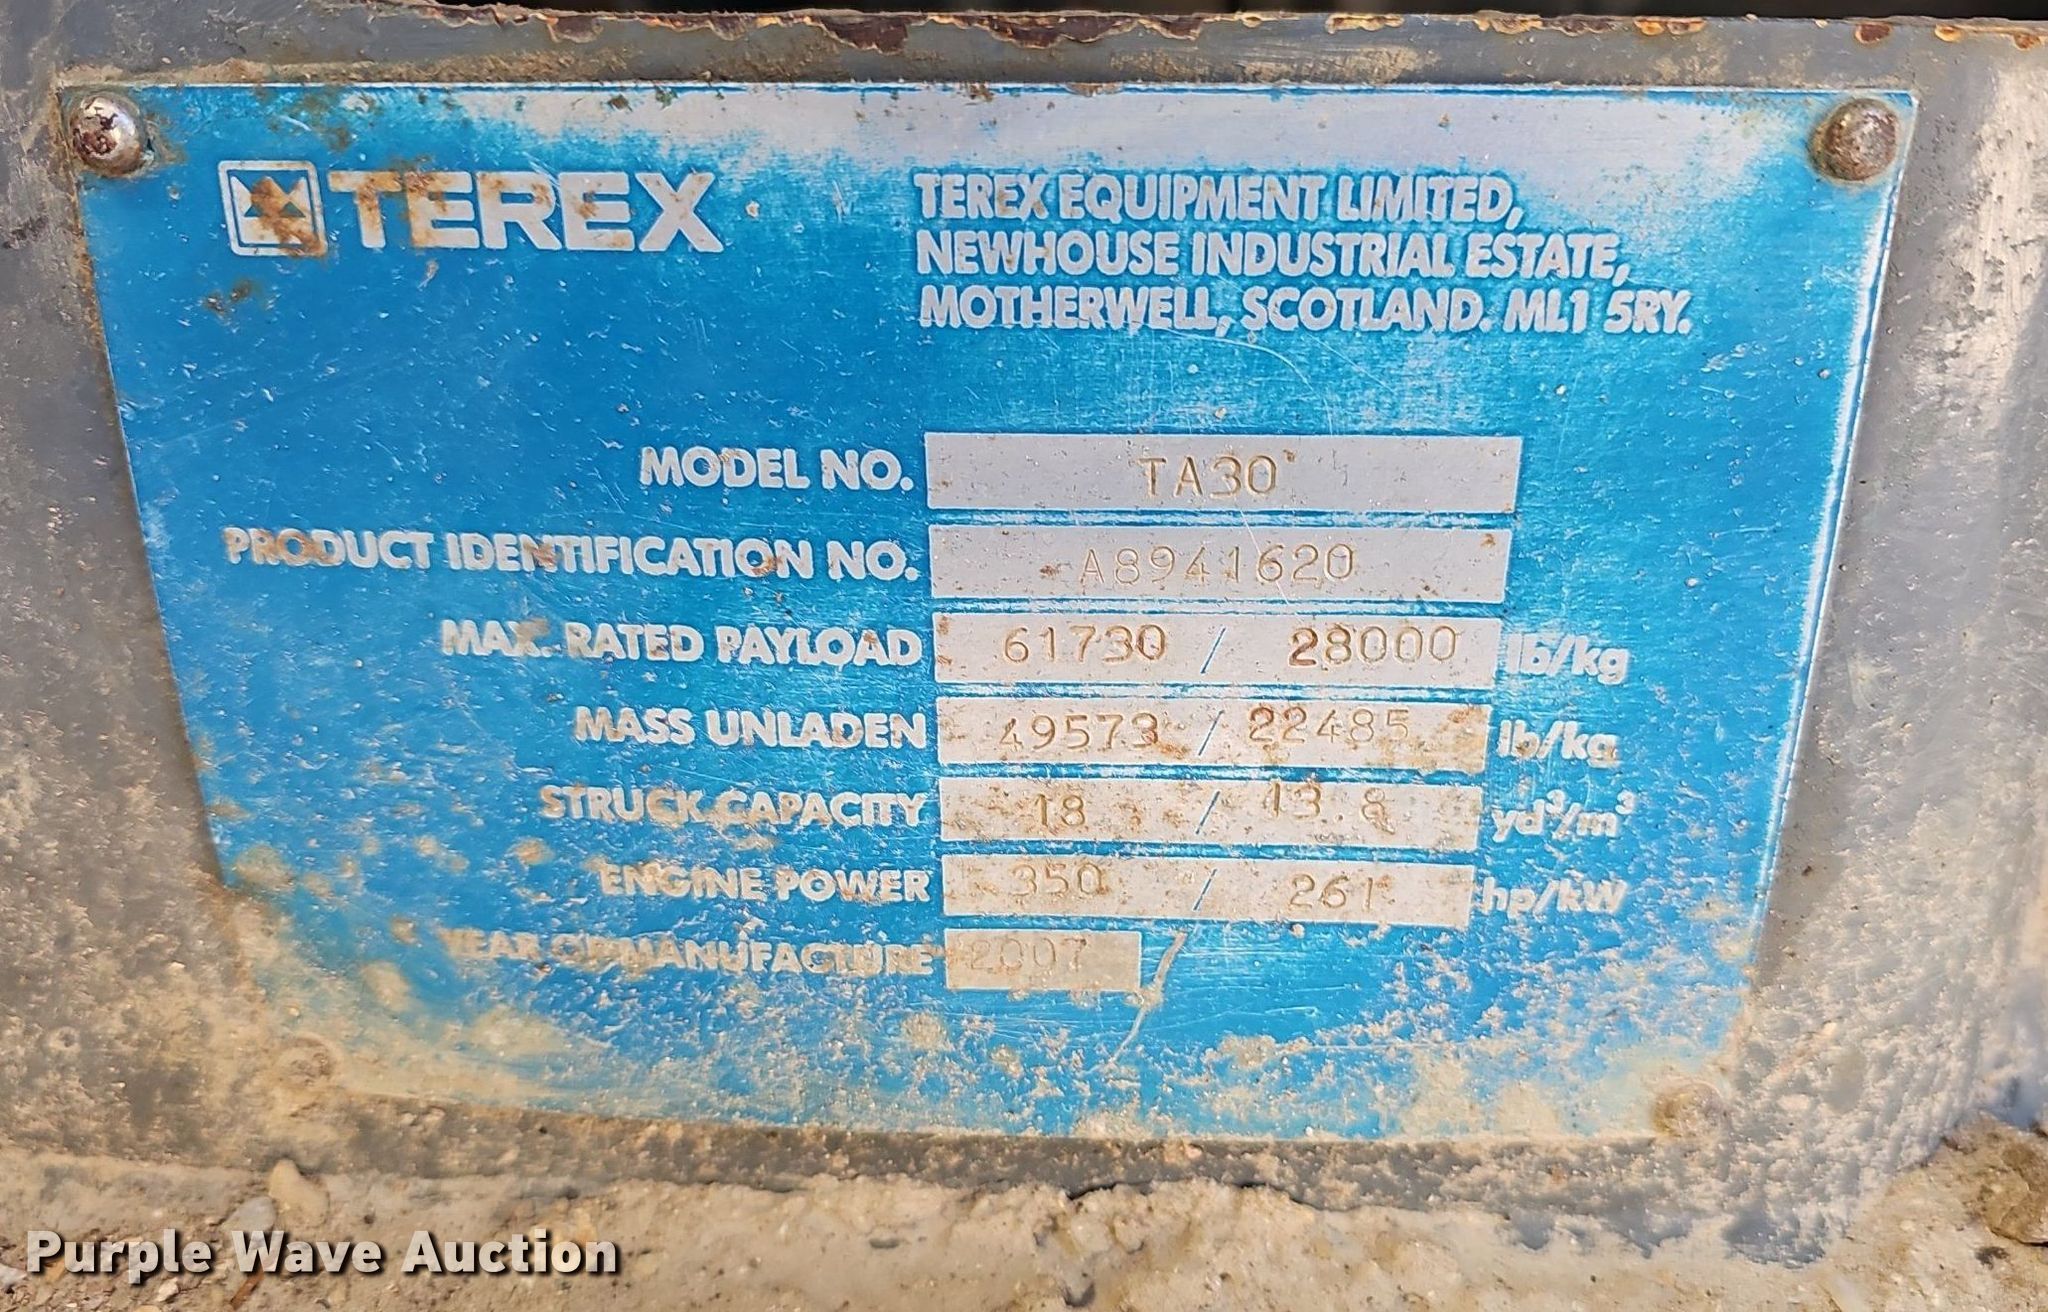 TEREX
TEREX EQUIPMENT LIMITED,
NEWHOUSE INDUSTRIAL ESTATE,
MOTHERWELL, SCOTLAND. ML1 5RY.
MODEL NO. TA30
PRODUCT IDENTIFICATION NO. A8941620
MAX. RATED PAYLOAD 61730 / 28000 lb/kg
MASS UNLADEN 49573 / 22485 lb/kg
STRUCK CAPACITY 18 / 13.8 yd³/m³
ENGINE POWER 350 / 261 hp/kW
YEAR OF MANUFACTURE 2007
Purple Wave Auction